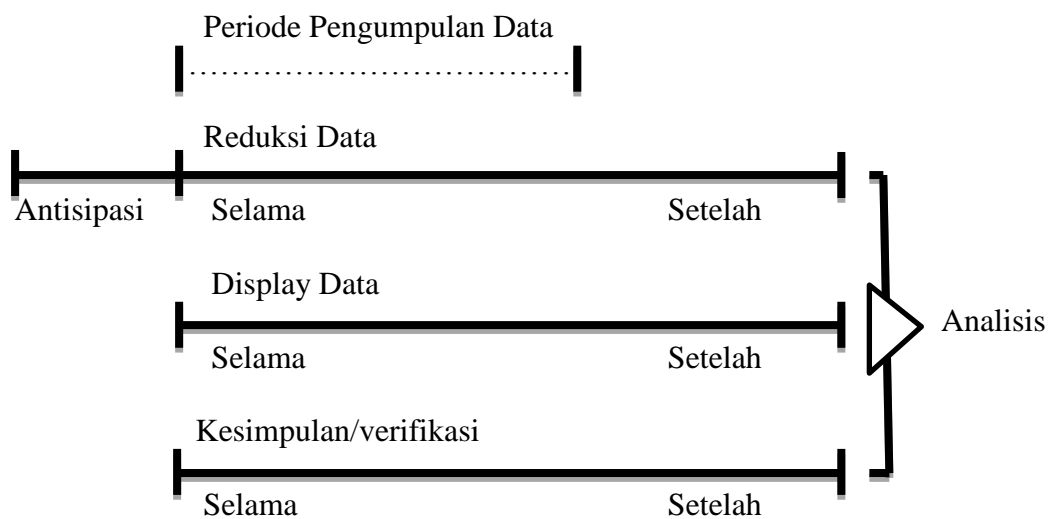 Periode Pengumpulan Data
Reduksi Data
Antisipasi Selama Setelah
Display Data
Analisis
Selama Setelah
Kesimpulan/verifikasi
Selama Setelah